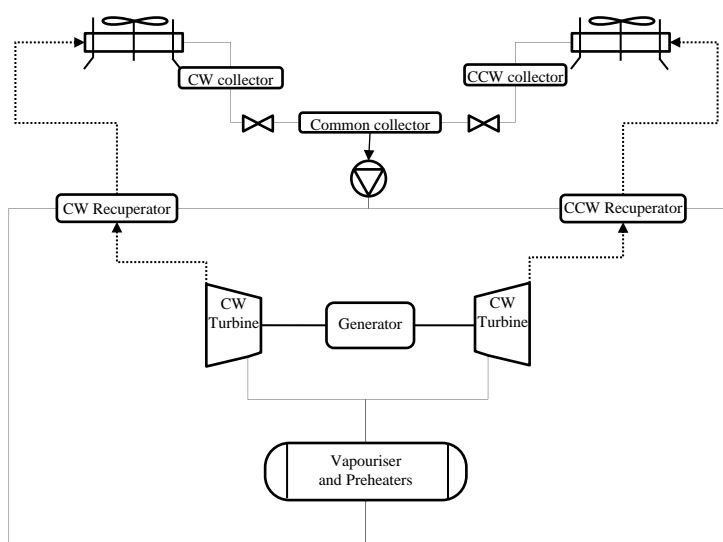 CW collector
CCW collector
Common collector
CW Recuperator
CCW Recuperator
CW
Turbine
Generator
CW
Turbine
Vapouriser
and Preheaters